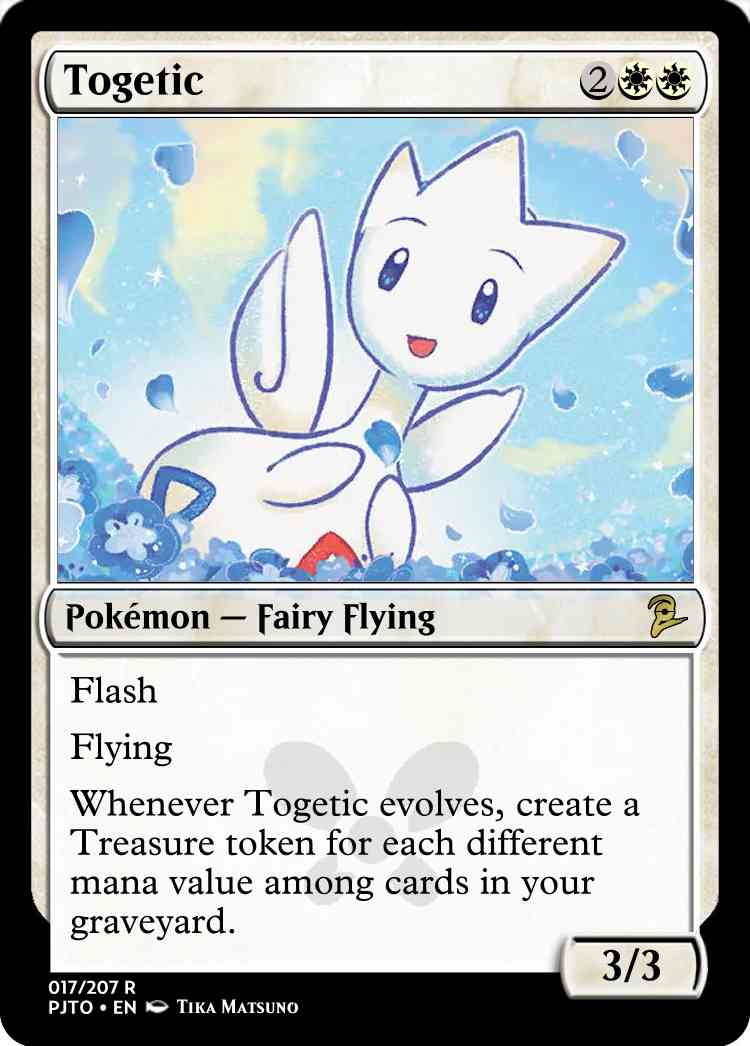 Togetic 2
Pokémon — Fairy Flying
Flash
Flying
Whenever Togetic evolves, create a
Treasure token for each different
mana value among cards in your
graveyard.
3/3
017/207 R
PJTO • EN Tika Matsuno